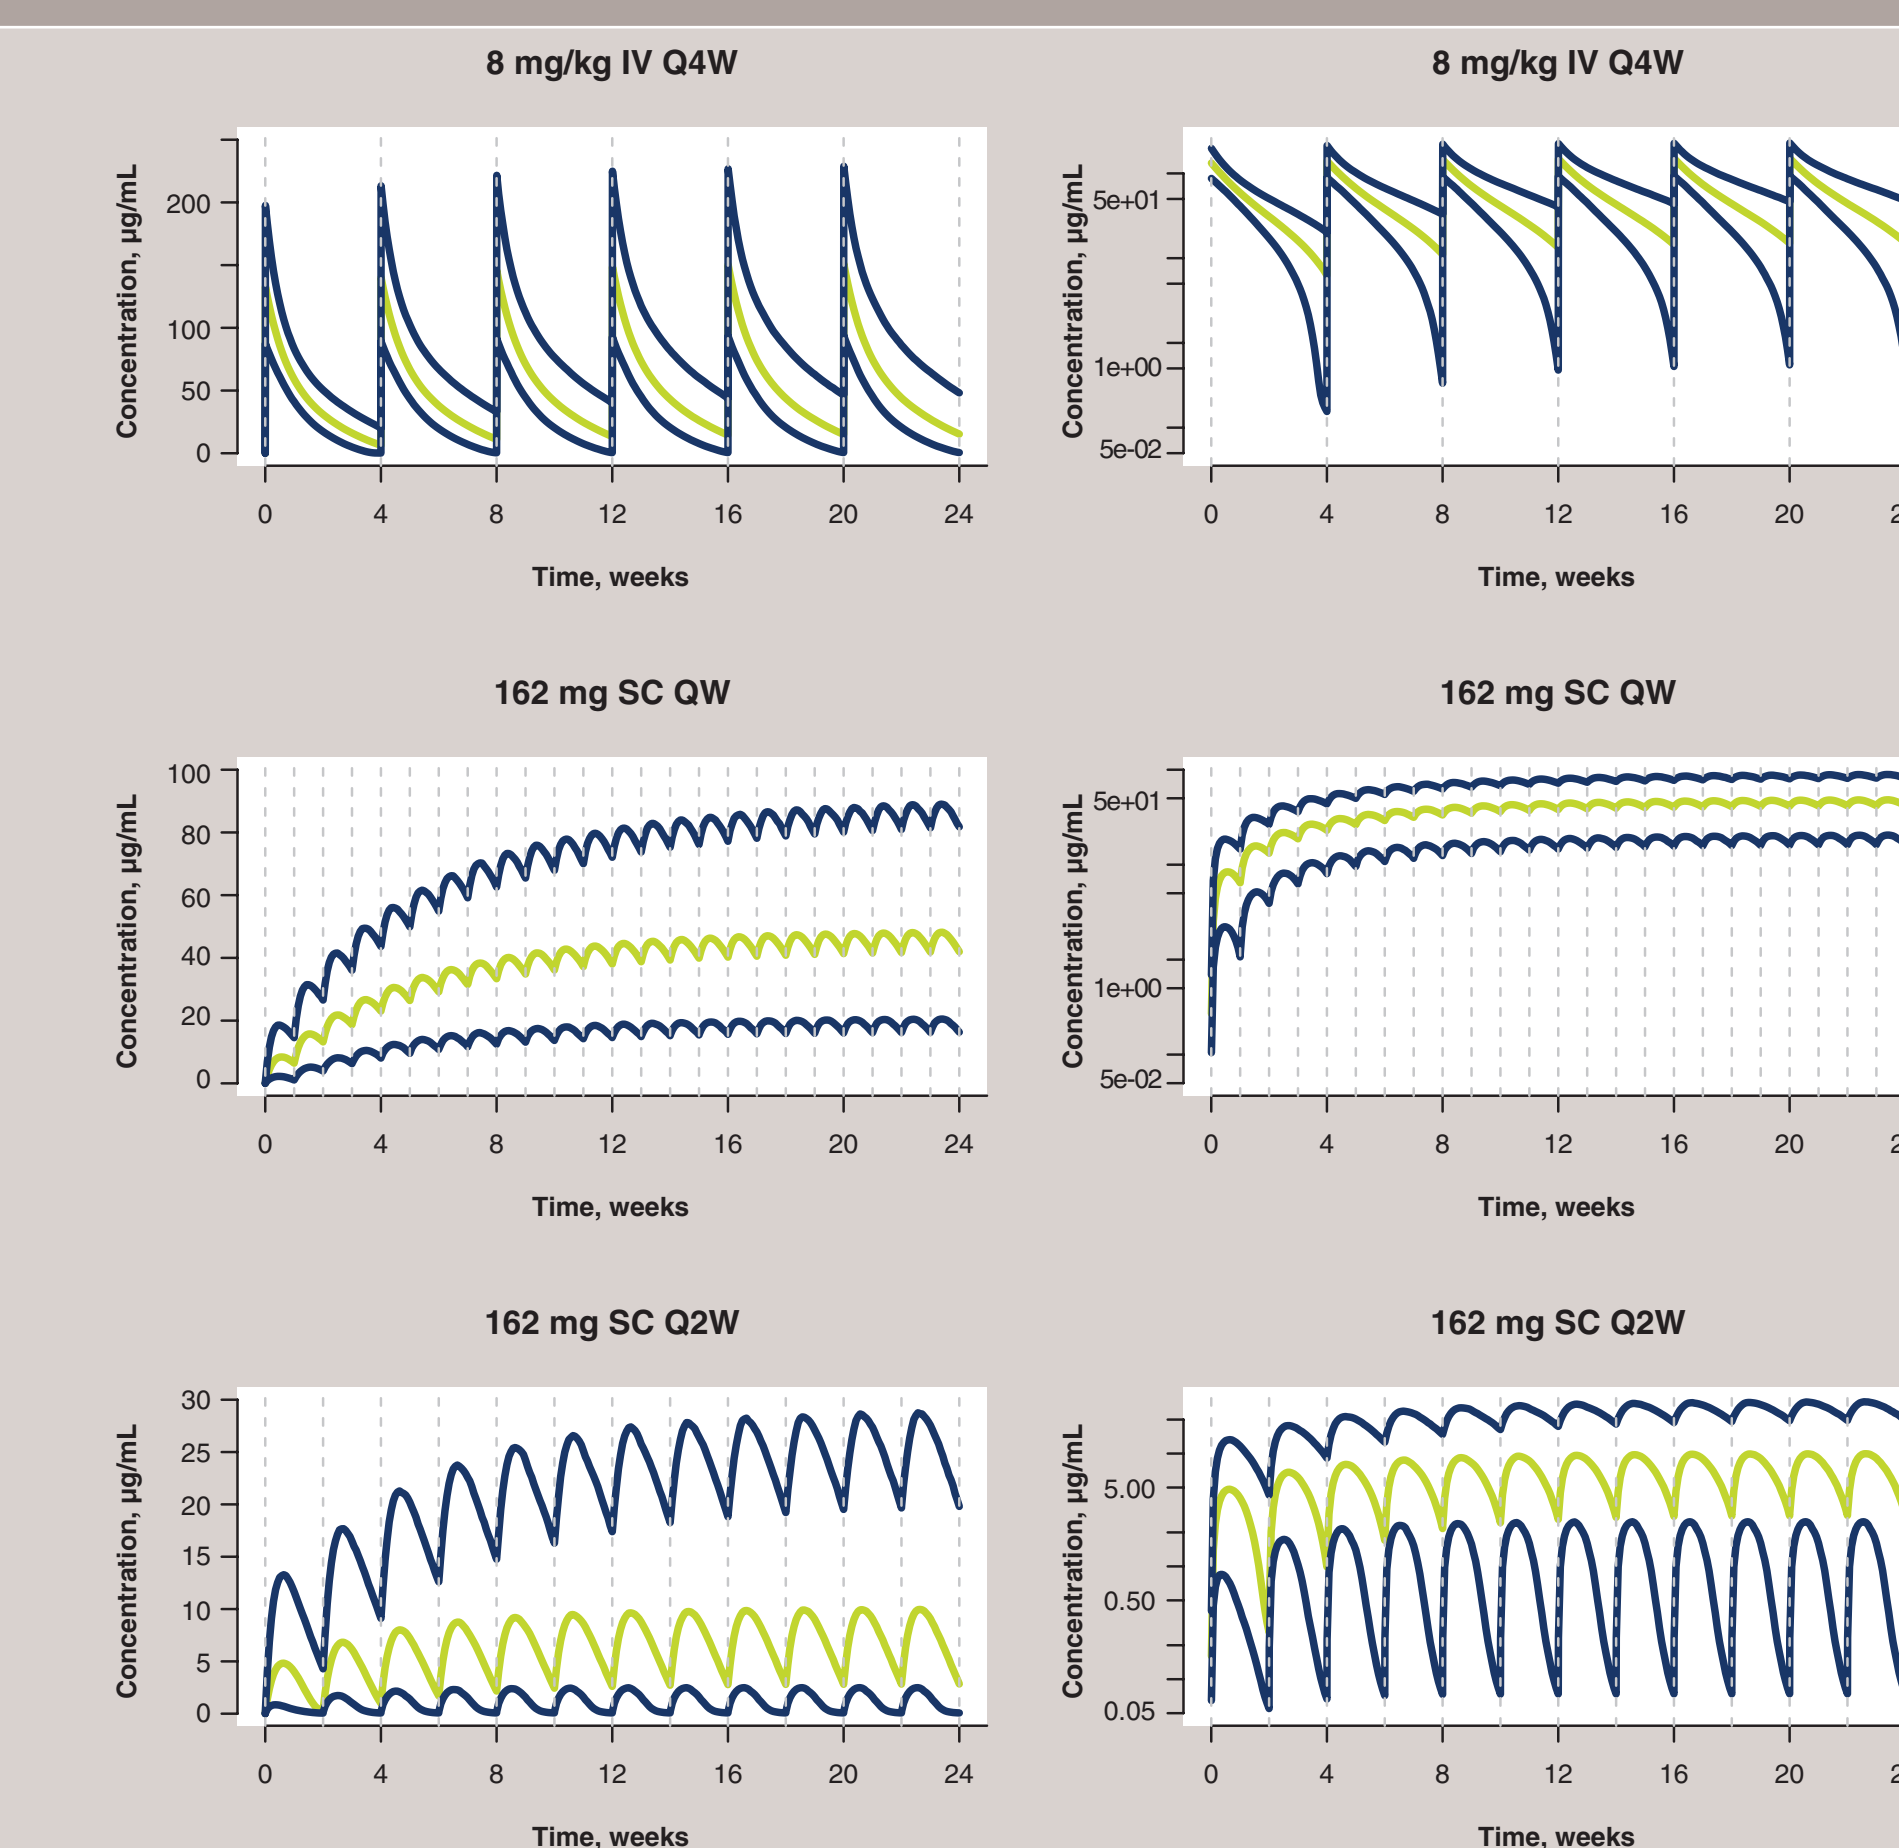 8 mg/kg IV Q4W
Concentration, µg/mL
200
100
50
0
0 4 8 12 16 20 24
Time, weeks
8 mg/kg IV Q4W
Concentration, µg/mL
5e+01
1e+00
5e-02
0 4 8 12 16 20
Time, weeks
162 mg SC QW
Concentration, µg/mL
100
80
60
40
20
0
0 4 8 12 16 20 24
Time, weeks
162 mg SC QW
Concentration, µg/mL
5e+01
1e+00
5e-02
0 4 8 12 16 20
Time, weeks
162 mg SC Q2W
Concentration, µg/mL
30
25
20
15
10
5
0
0 4 8 12 16 20 24
Time, weeks
162 mg SC Q2W
Concentration, µg/mL
5.00
0.50
0.05
0 4 8 12 16 20
Time, weeks